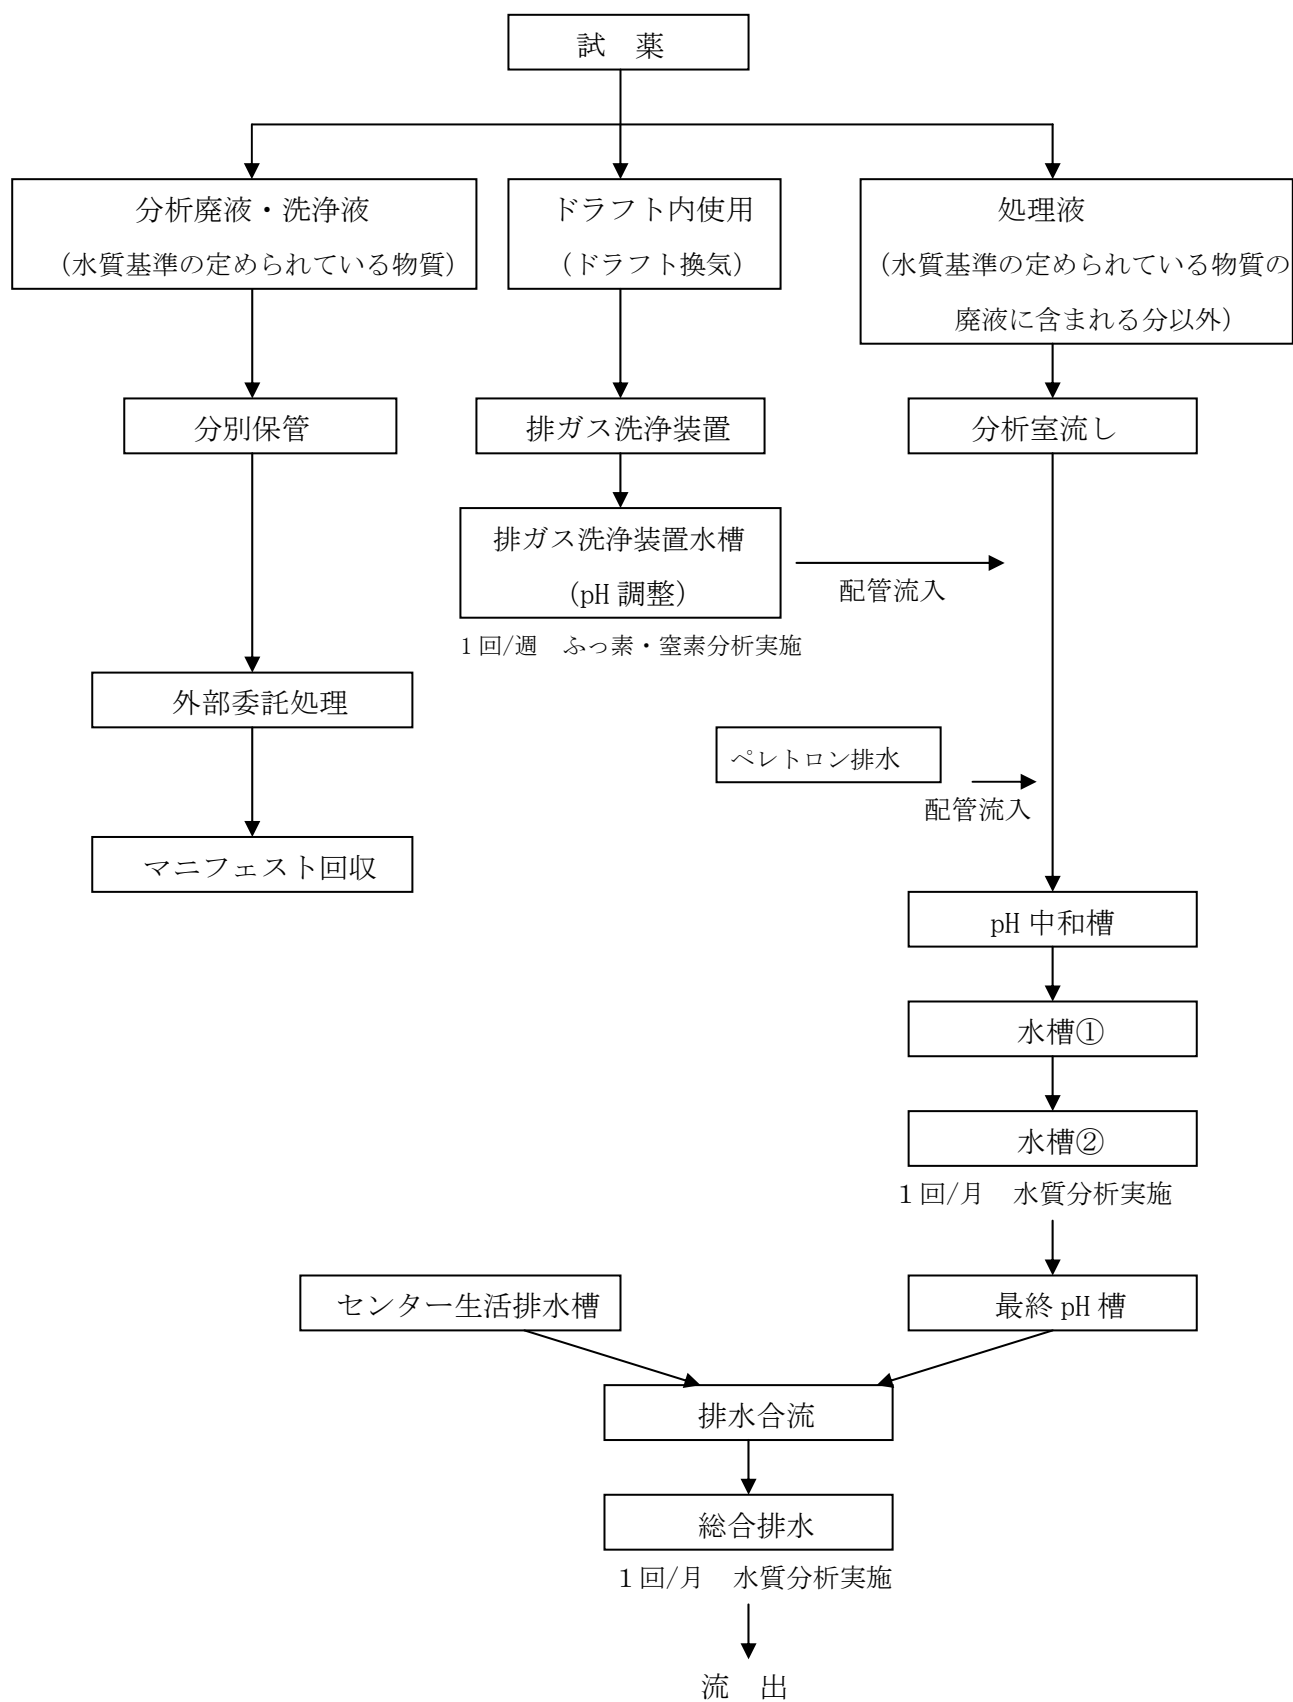 試　薬
分析廃液・洗浄液
（水質基準の定められている物質）
ドラフト内使用
（ドラフト換気）
処理液
（水質基準の定められている物質の
廃液に含まれる分以外）
分別保管
排ガス洗浄装置
分析室流し
排ガス洗浄装置水槽
（pH 調整）
配管流入
１回/週　ふっ素・窒素分析実施
外部委託処理
ペレトロン排水
配管流入
マニフェスト回収
pH 中和槽
水槽①
水槽②
１回/月　水質分析実施
センター生活排水槽
最終 pH 槽
排水合流
総合排水
１回/月　水質分析実施
流　出